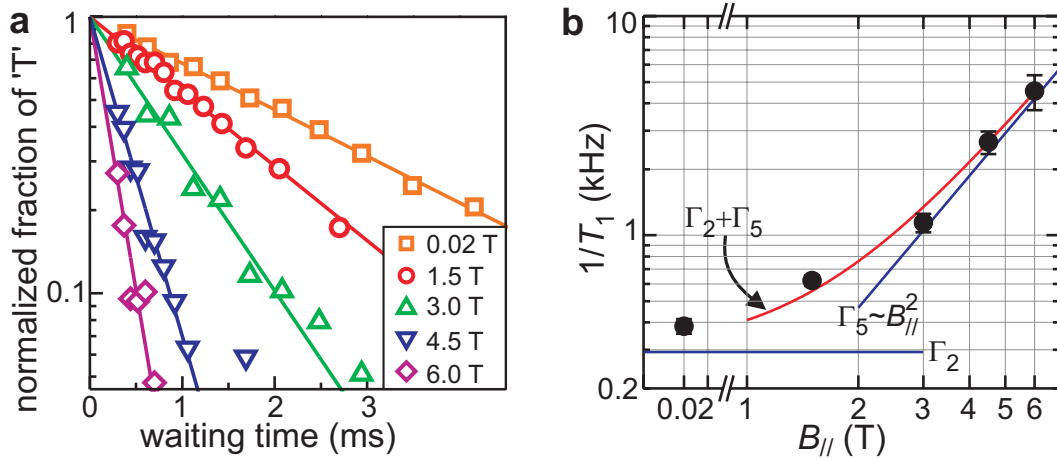 a
normalized fraction of 'T'
1
0.1
0 1 2 3
waiting time (ms)
0.02 T
1.5 T
3.0 T
4.5 T
6.0 T
b
1/T₁ (kHz)
10
1
0.2
Γ₂+Γ₅
Γ₅~B²//
Γ₂
0.02 1 2 3 4 5 6
B// (T)